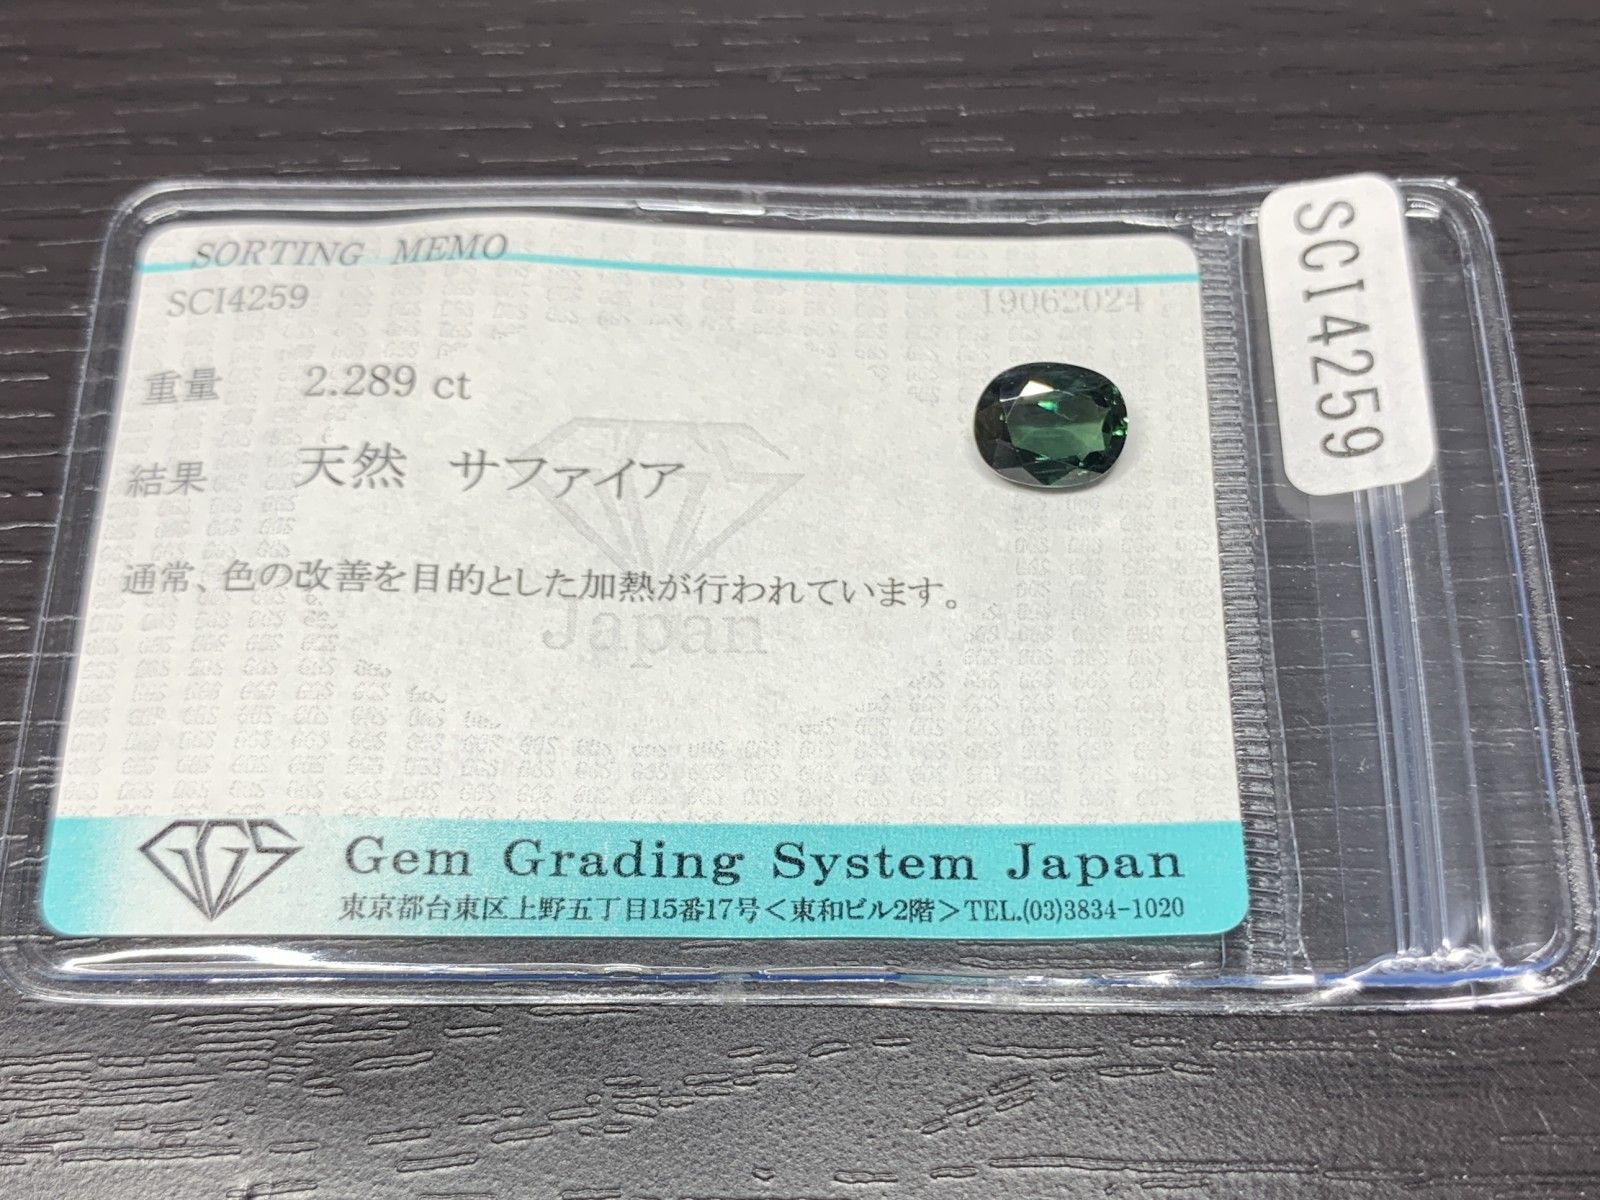 SORTING MEMO
SCI4259 19062024
重量 2.289 ct
結果 天然 サファイア
通常、色の改善を目的とした加熱が行われています。
GGS
Japan
GGS Gem Grading System Japan
東京都台東区上野五丁目15番17号<東和ビル2階>TEL.(03)3834-1020
SCI4259